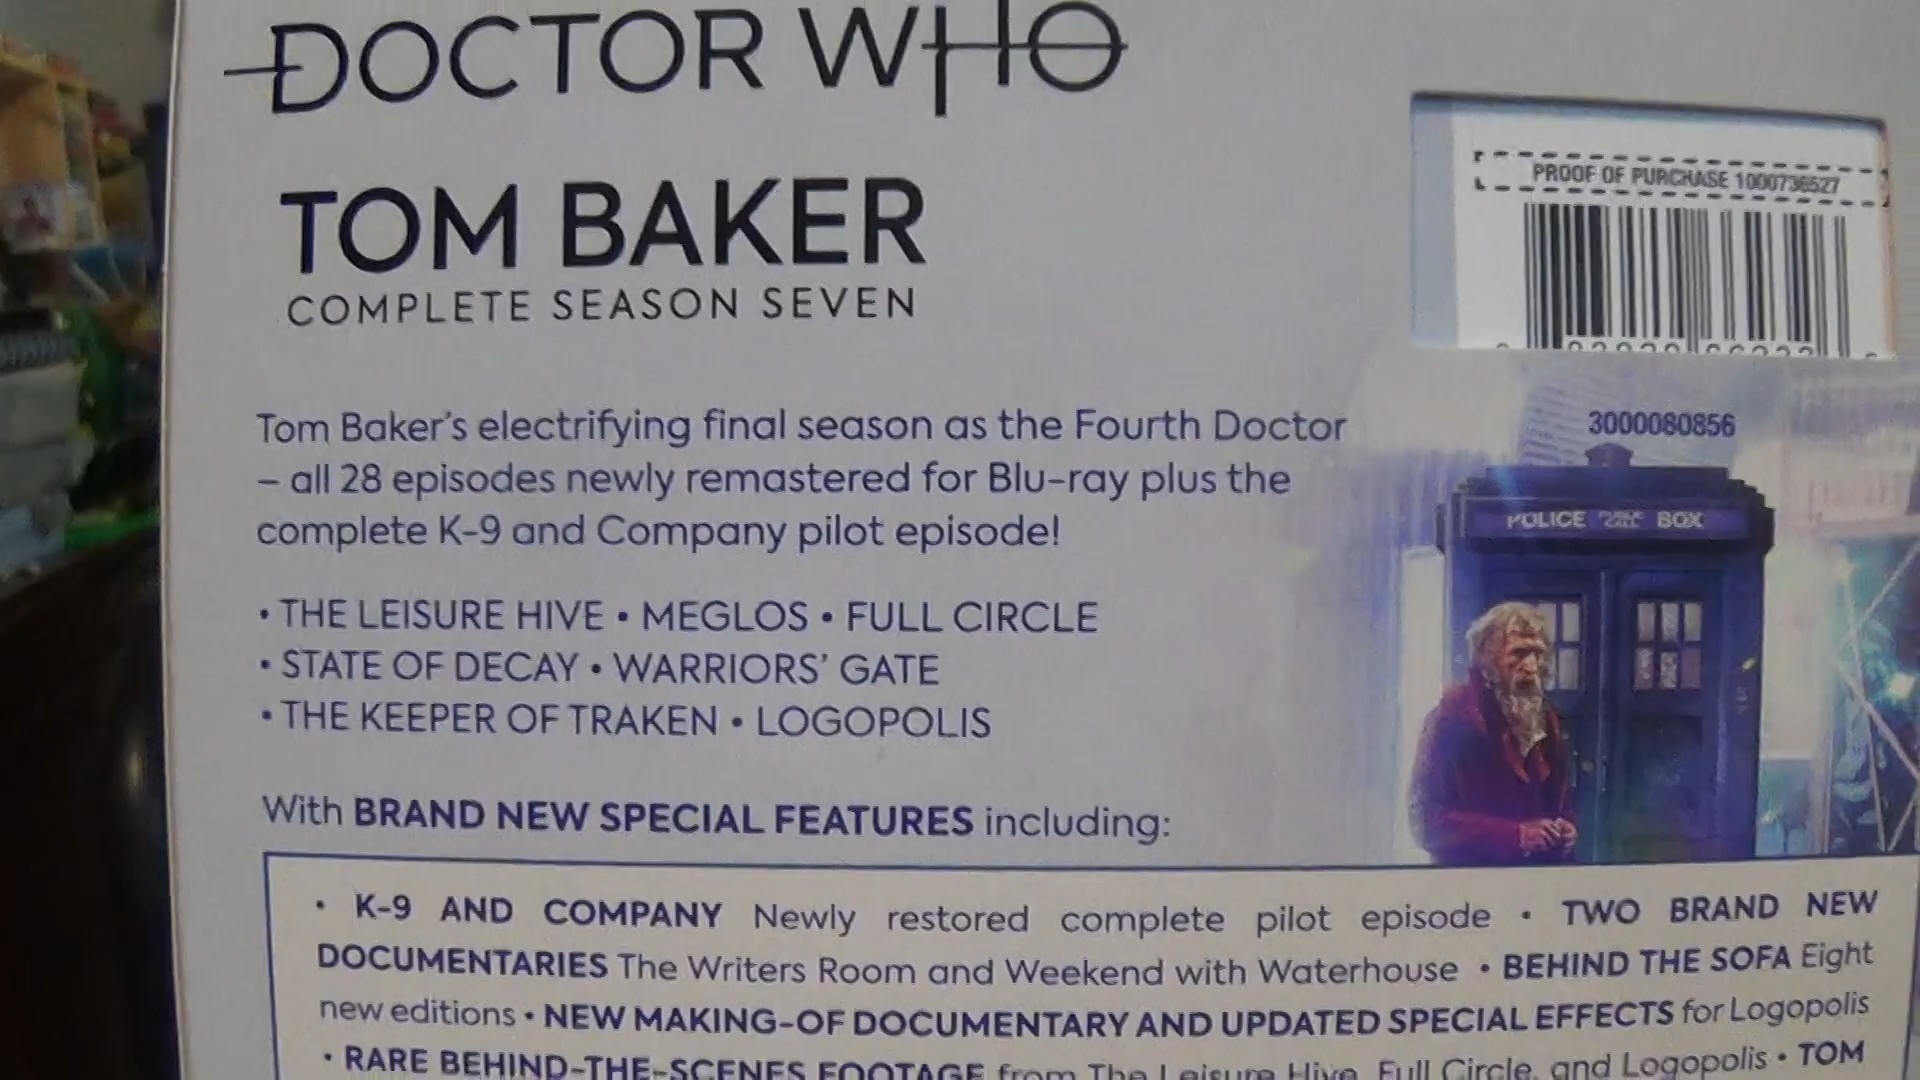 DOCTOR WHO
TOM BAKER
COMPLETE SEASON SEVEN
PROOF OF PURCHASE 1000736527
Tom Baker's electrifying final season as the Fourth Doctor
– all 28 episodes newly remastered for Blu-ray plus the
complete K-9 and Company pilot episode!
3000080856
POLICE BOX
• THE LEISURE HIVE • MEGLOS • FULL CIRCLE
• STATE OF DECAY • WARRIORS' GATE
• THE KEEPER OF TRAKEN • LOGOPOLIS
With BRAND NEW SPECIAL FEATURES including:
• K-9 AND COMPANY Newly restored complete pilot episode • TWO BRAND NEW
DOCUMENTARIES The Writers Room and Weekend with Waterhouse • BEHIND THE SOFA Eight
new editions • NEW MAKING-OF DOCUMENTARY AND UPDATED SPECIAL EFFECTS for Logopolis
• RARE BEHIND-THE-SCENES FOOTAGE from The Leisure Hive, Full Circle, and Logopolis • TOM